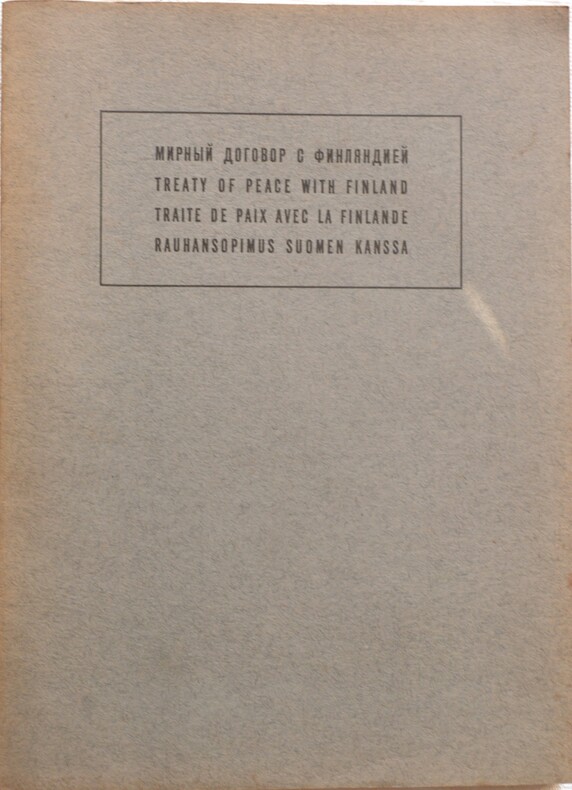 МИРНЫЙ ДОГОВОР С ФИНЛЯНДИЕЙ
TREATY OF PEACE WITH FINLAND
TRAITE DE PAIX AVEC LA FINLANDE
RAUHANSOPIMUS SUOMEN KANSSA